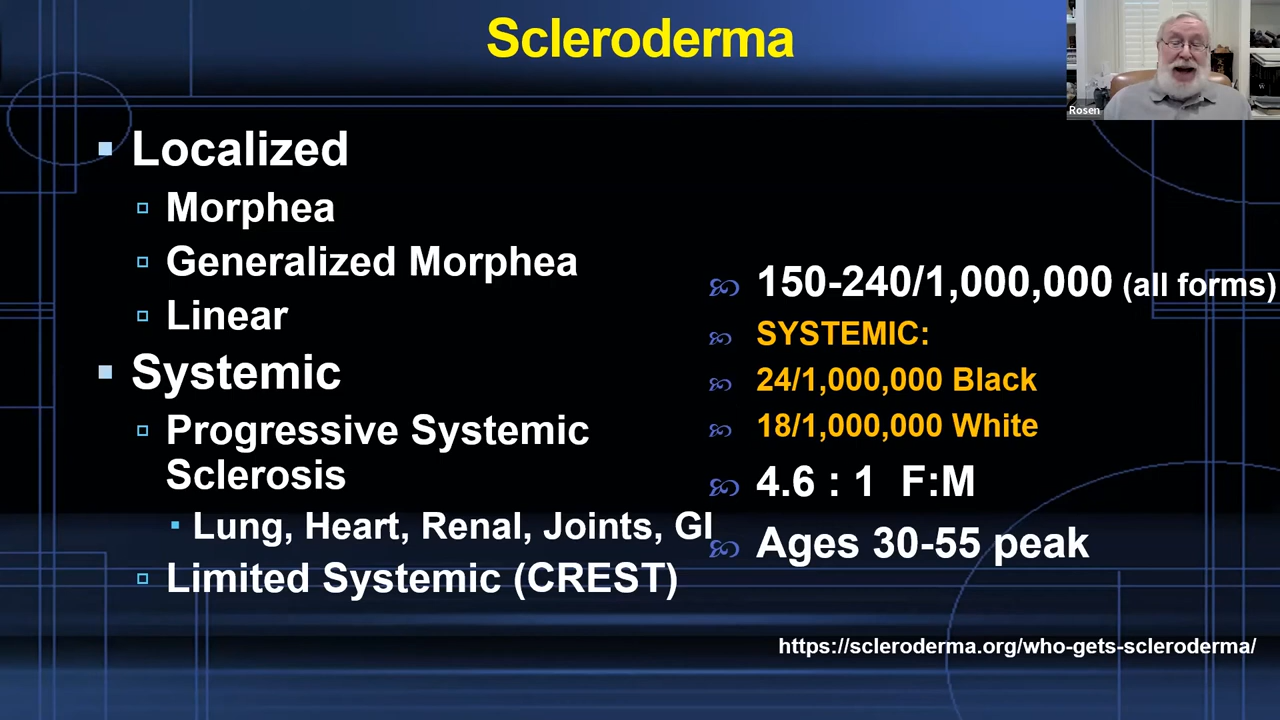 Scleroderma
Rosen
Localized
Morphea
Generalized Morphea
Linear
Systemic
Progressive Systemic
Sclerosis
Lung, Heart, Renal, Joints, GI
Limited Systemic (CREST)
150-240/1,000,000 (all forms)
SYSTEMIC:
24/1,000,000 Black
18/1,000,000 White
4.6 : 1 F:M
Ages 30-55 peak
https://scleroderma.org/who-gets-scleroderma/